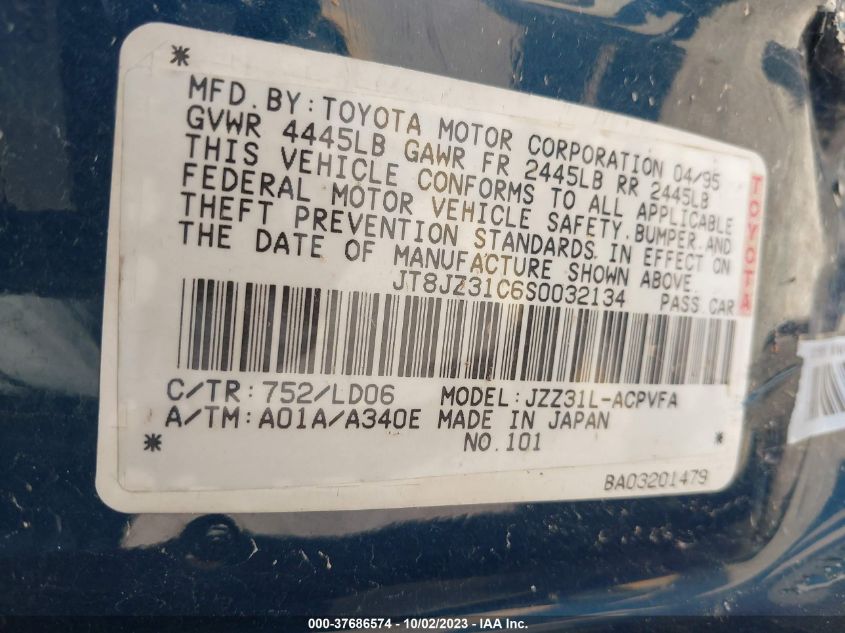 *
MFD.BY:TOYOTA MOTOR CORPORATION 04/95
GVWR 4445LB GAWR FR 2445LB RR 2445LB
THIS VEHICLE CONFORMS TO ALL APPLICABLE
FEDERAL MOTOR VEHICLE SAFETY,BUMPER,AND
THEFT PREVENTION STANDARDS IN EFFECT ON
THE DATE OF MANUFACTURE SHOWN ABOVE.
JT8JZ31C6S0032134 PASS.CAR
TOYOTA
C/TR:752/LD06 MODEL:JZZ31L-ACPVFA
A/TM:A01A/A340E MADE IN JAPAN
* NO.101 *
BA03201479
000-37686574 - 10/02/2023 - IAA Inc.